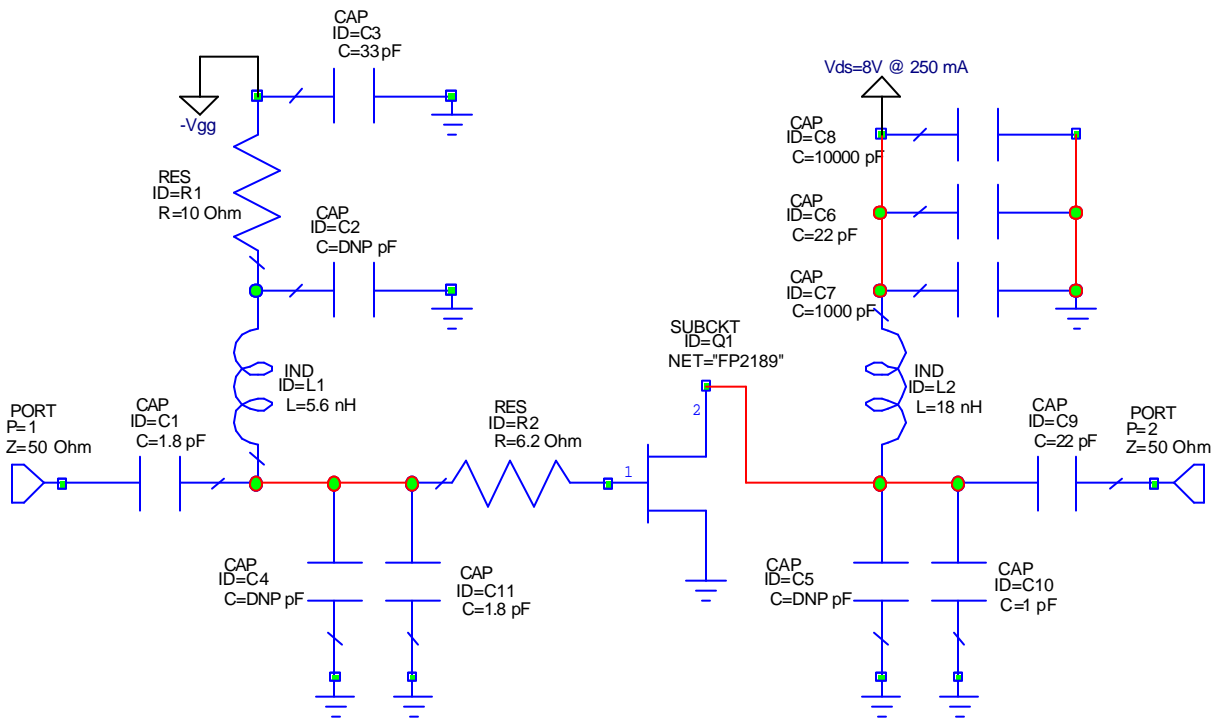 CAP
ID=C3
C=33 pF
-Vgg
RES
ID=R1
R=10 Ohm
CAP
ID=C2
C=DNP pF
IND
ID=L1
L=5.6 nH
PORT
P=1
Z=50 Ohm
CAP
ID=C1
C=1.8 pF
RES
ID=R2
R=6.2 Ohm
CAP
ID=C4
C=DNP pF
CAP
ID=C11
C=1.8 pF
SUBCKT
ID=Q1
NET="FP2189"
2
1
Vds=8V @ 250 mA
CAP
ID=C8
C=10000 pF
CAP
ID=C6
C=22 pF
CAP
ID=C7
C=1000 pF
IND
ID=L2
L=18 nH
CAP
ID=C9
C=22 pF
PORT
P=2
Z=50 Ohm
CAP
ID=C5
C=DNP pF
CAP
ID=C10
C=1 pF